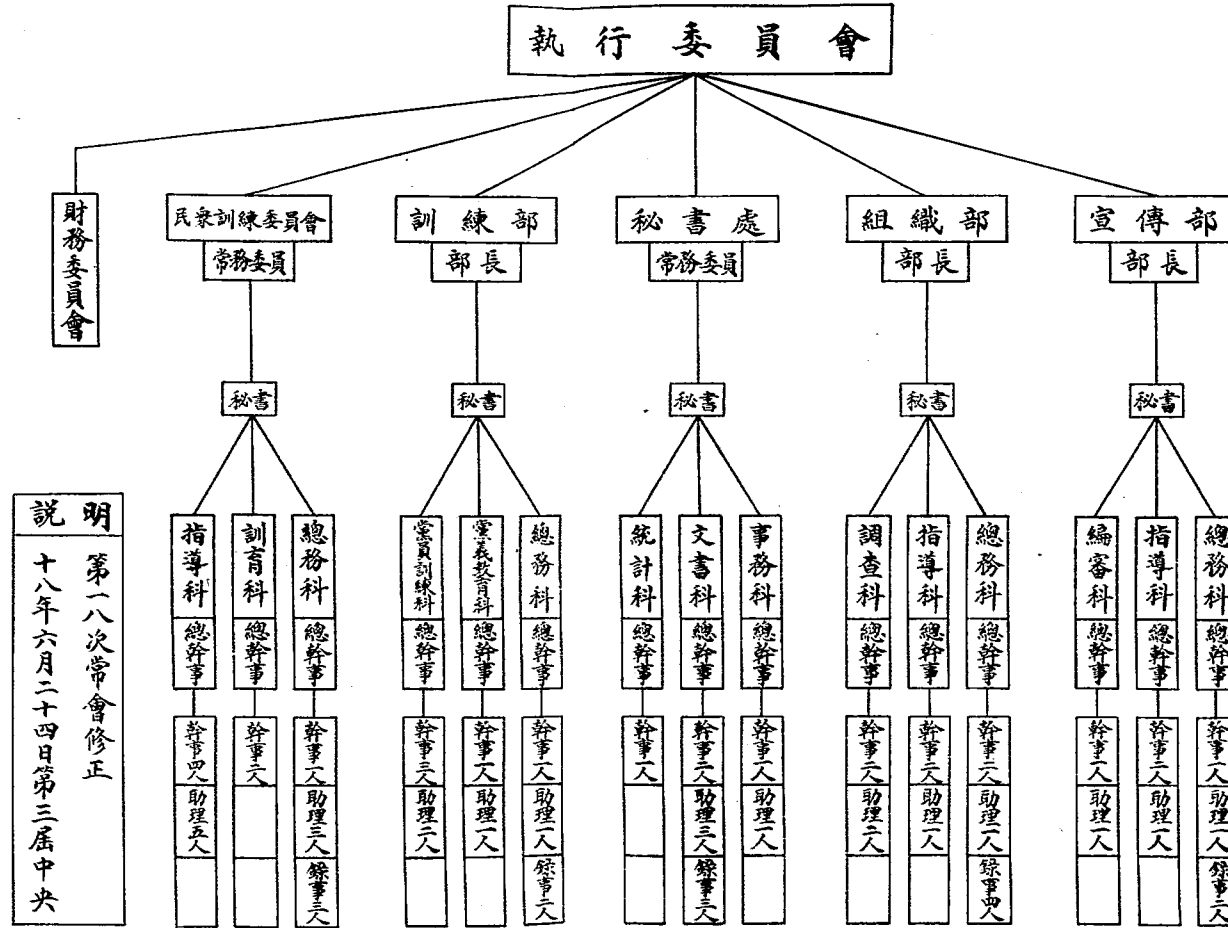 執行委員會
宣傳部
部長
秘書
總務科
總幹事
幹事一人
助理一人
錄事二人
指導科
總幹事
幹事二人
助理一人
編審科
總幹事
幹事二人
助理一人
組織部
部長
秘書
總務科
總幹事
幹事二人
助理二人
錄事四人
指導科
總幹事
幹事二人
助理一人
調查科
總幹事
幹事二人
助理二人
秘書處
常務委員
秘書
事務科
總幹事
幹事一人
助理一人
文書科
總幹事
幹事二人
助理三人
錄事三人
統計科
總幹事
幹事一人
訓練部
部長
秘書
總務科
總幹事
幹事一人
助理一人
錄事二人
黨義教育科
總幹事
幹事一人
助理一人
黨員訓練科
總幹事
幹事三人
助理二人
民眾訓練委員會
常務委員
秘書
總務科
總幹事
幹事一人
助理三人
錄事三人
訓育科
總幹事
幹事二人
指導科
總幹事
幹事四人
助理五人
財務委員會
說明
十八年六月二十四日第三屆中央
第一八次常會修正